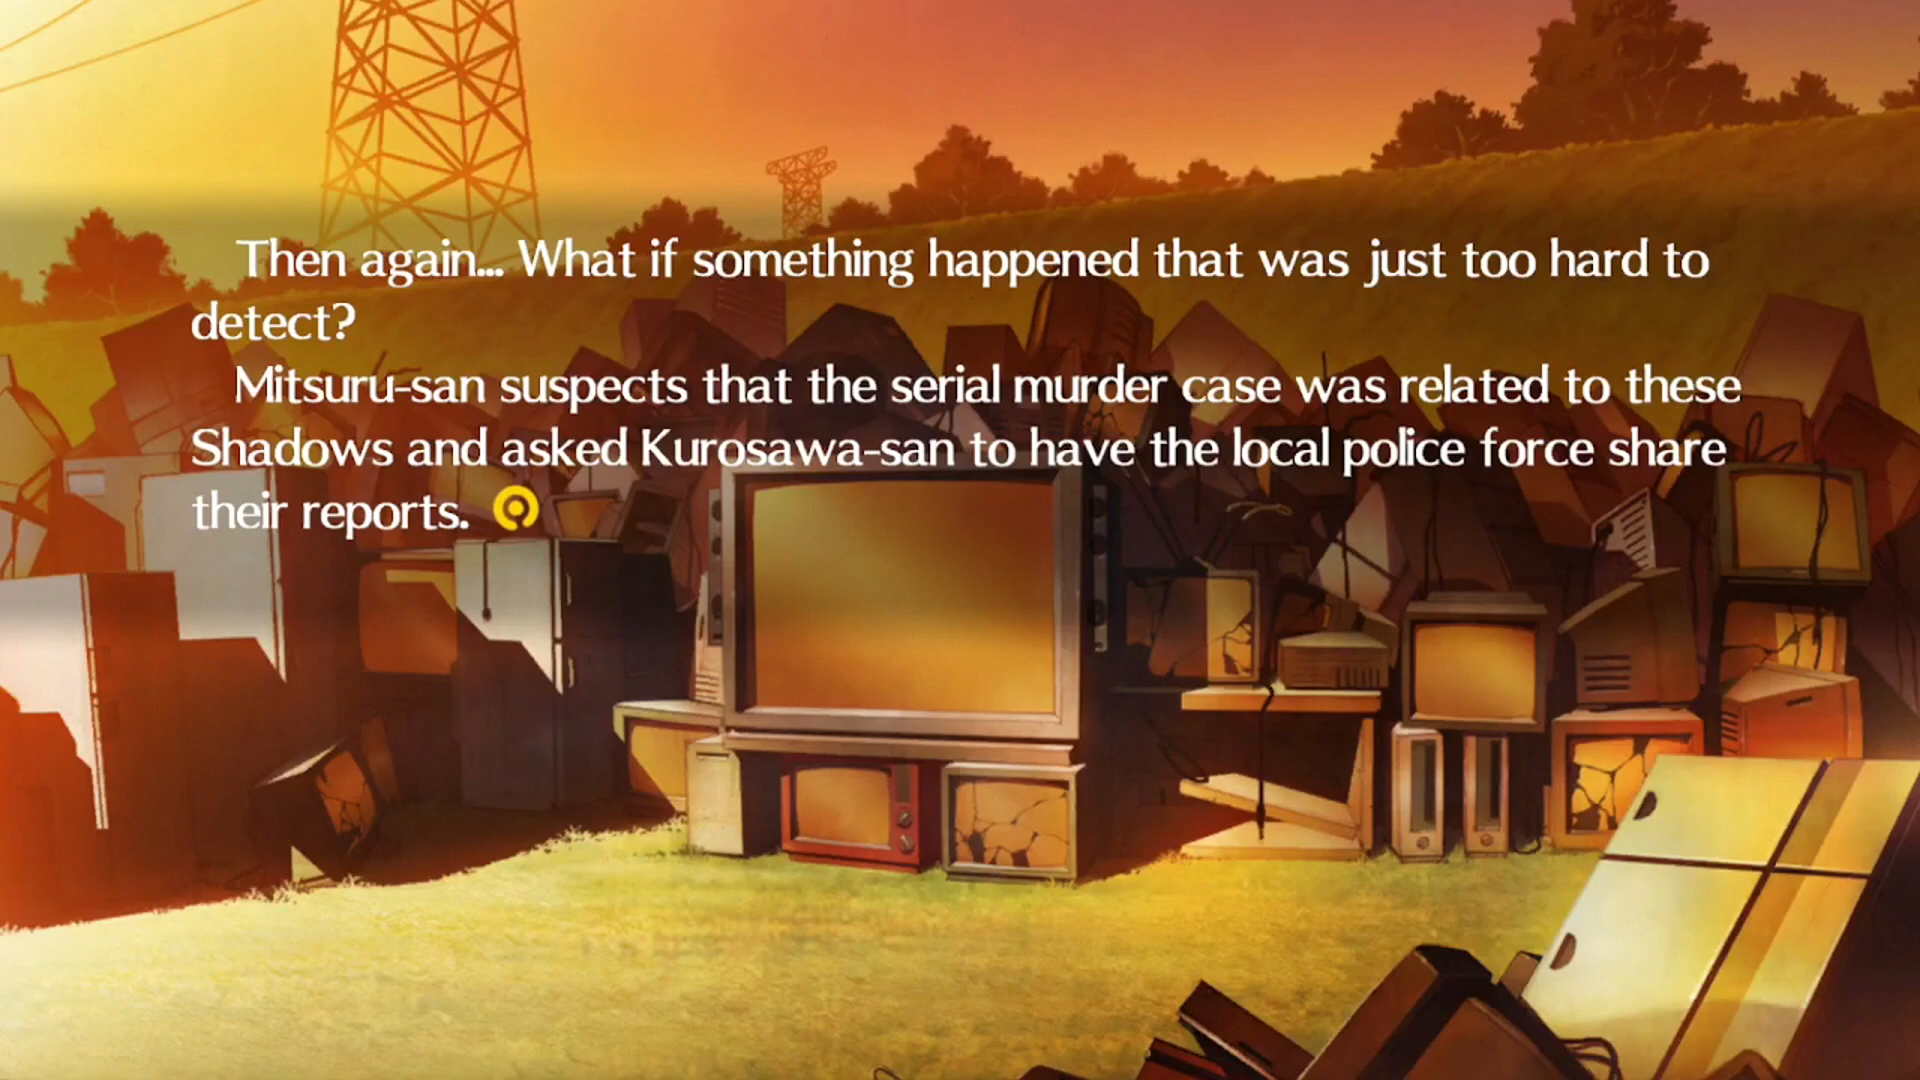 Then again... What if something happened that was just too hard to
detect?
Mitsuru-san suspects that the serial murder case was related to these
Shadows and asked Kurosawa-san to have the local police force share
their reports.